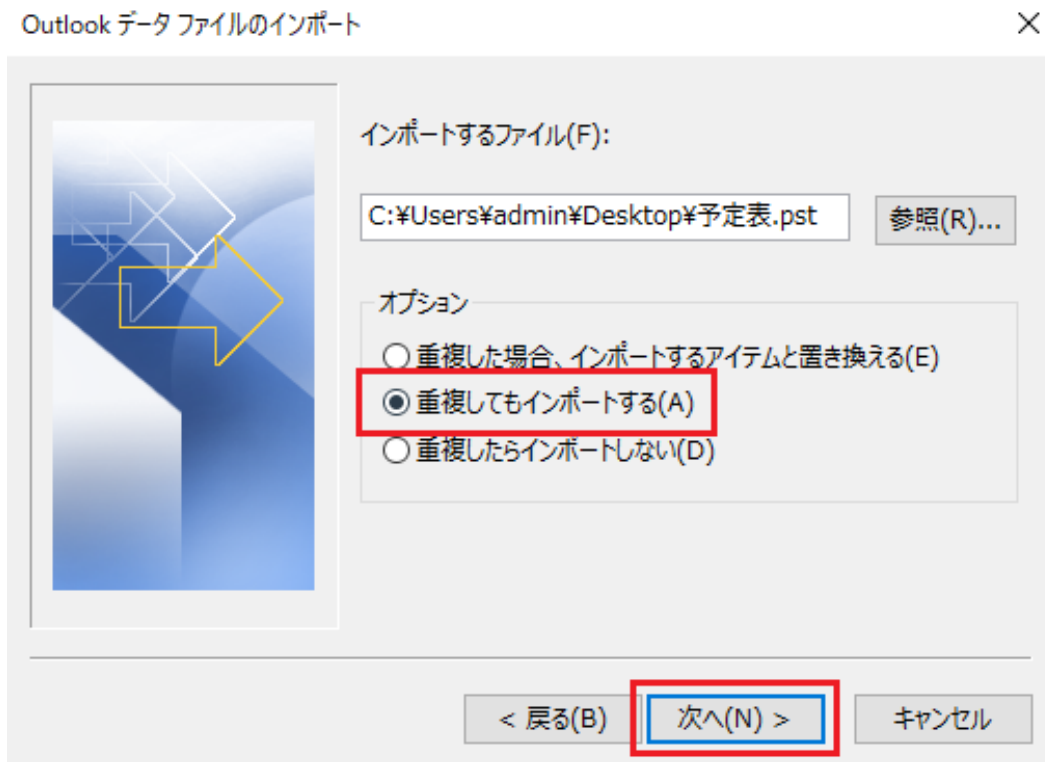 Outlook データ ファイルのインポート
インポートするファイル(F):
C:¥Users¥admin¥Desktop¥予定表.pst
参照(R)...
オプション
重複した場合、インポートするアイテムと置き換える(E)
重複してもインポートする(A)
重複したらインポートしない(D)
< 戻る(B)
次へ(N) >
キャンセル